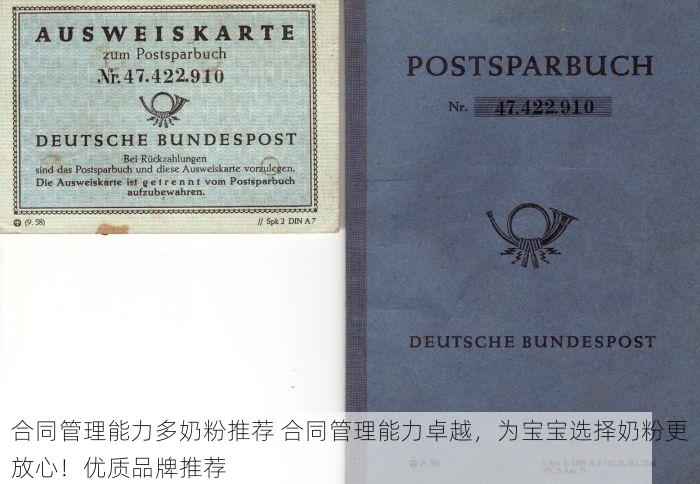 AUSWEISKARTE
zum Postsparbuch
Nr. 47.422.910
DEUTSCHE BUNDESPOST
Bei Rückzahlungen
sind das Postsparbuch und diese Ausweiskarte vorzulegen.
Die Ausweiskarte ist getrennt vom Postsparbuch
aufzubewahren.
(9. 58) // Spk 2 DIN A 7
POSTSPARBUCH
Nr. 47.422.910
DEUTSCHE BUNDESPOST
合同管理能力多奶粉推荐 合同管理能力卓越，为宝宝选择奶粉更
放心！优质品牌推荐